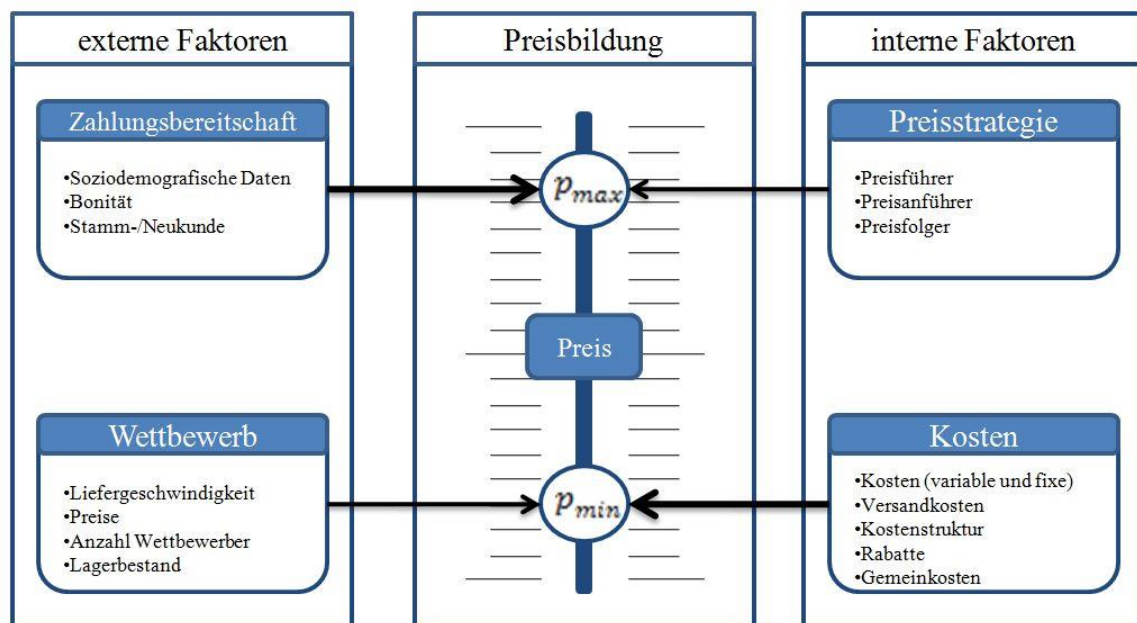 externe Faktoren
Zahlungsbereitschaft
•Soziodemografische Daten
•Bonität
•Stamm-/Neukunde
Wettbewerb
•Liefergeschwindigkeit
•Preise
•Anzahl Wettbewerber
•Lagerbestand
Preisbildung
p_max
Preis
p_min
interne Faktoren
Preisstrategie
•Preisführer
•Preisanführer
•Preisfolger
Kosten
•Kosten (variable und fixe)
•Versandkosten
•Kostenstruktur
•Rabatte
•Gemeinkosten